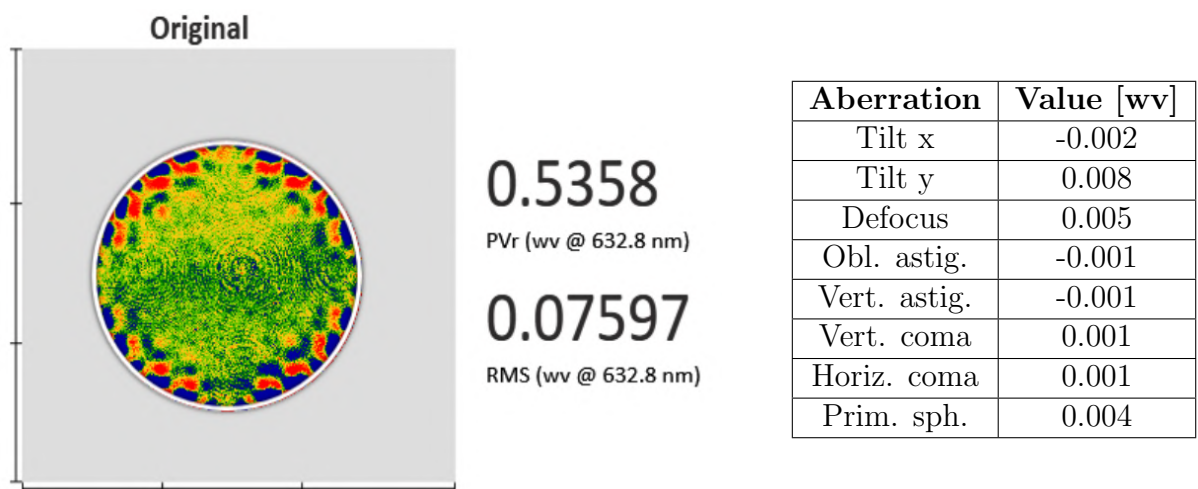 Original
0.5358
PVr (wv @ 632.8 nm)
0.07597
RMS (wv @ 632.8 nm)
Aberration Value [wv]
Tilt x -0.002
Tilt y 0.008
Defocus 0.005
Obl. astig. -0.001
Vert. astig. -0.001
Vert. coma 0.001
Horiz. coma 0.001
Prim. sph. 0.004